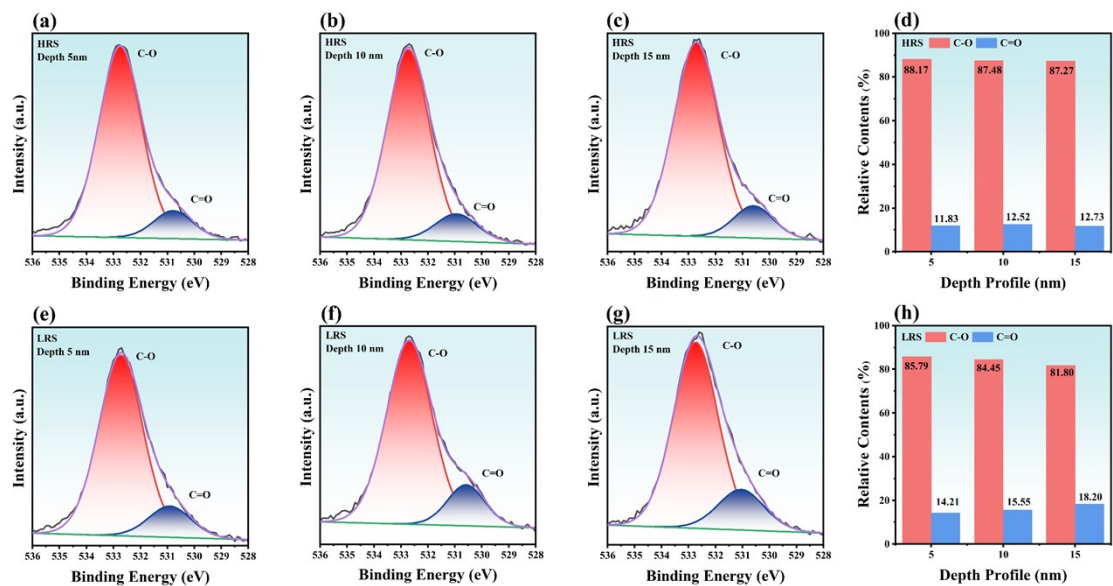 (a)
HRS
Depth 5nm
C-O
C=O
Intensity (a.u.)
536 535 534 533 532 531 530 529 528
Binding Energy (eV)
(b)
HRS
Depth 10 nm
C-O
C=O
Intensity (a.u.)
536 535 534 533 532 531 530 529 528
Binding Energy (eV)
(c)
HRS
Depth 15 nm
C-O
C=O
Intensity (a.u.)
536 535 534 533 532 531 530 529 528
Binding Energy (eV)
(d)
HRS C-O C=O
100
80
60
40
20
0
Relative Contents (%)
88.17 87.48 87.27
11.83 12.52 12.73
5 10 15
Depth Profile (nm)
(e)
LRS
Depth 5 nm
C-O
C=O
Intensity (a.u.)
536 535 534 533 532 531 530 529 528
Binding Energy (eV)
(f)
LRS
Depth 10 nm
C-O
C=O
Intensity (a.u.)
536 535 534 533 532 531 530 529 528
Binding Energy (eV)
(g)
LRS
Depth 15 nm
C-O
C=O
Intensity (a.u.)
536 535 534 533 532 531 530 529 528
Binding Energy (eV)
(h)
LRS C-O C=O
100
80
60
40
20
0
Relative Contents (%)
85.79 84.45 81.80
14.21 15.55 18.20
5 10 15
Depth Profile (nm)